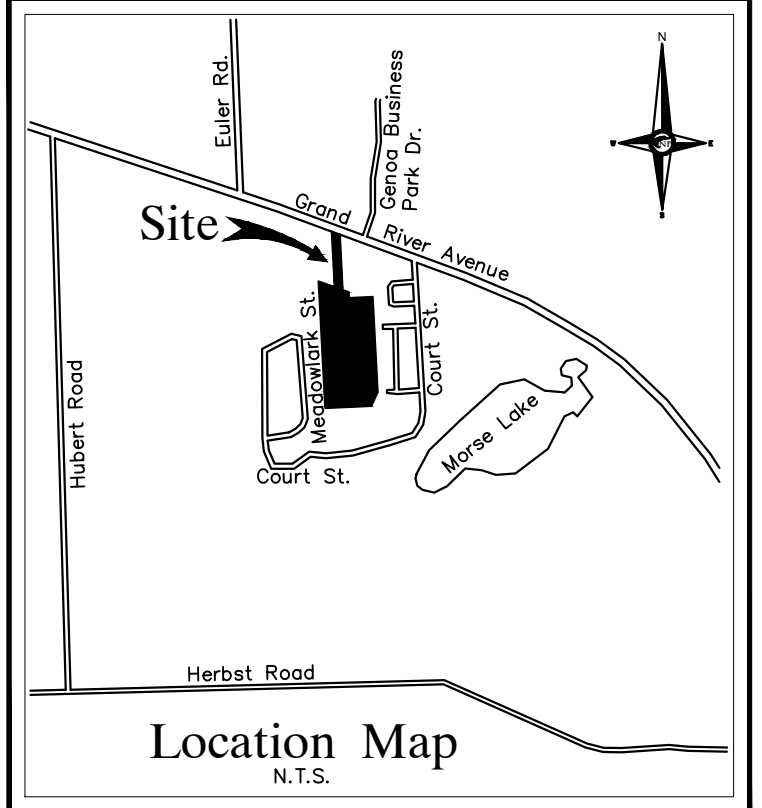 N
W
E
S
Euler Rd.
Genoa Business
Park Dr.
Grand River Avenue
Site
Meadowlark St.
Court St.
Hubert Road
Morse Lake
Court St.
Herbst Road
Location Map
N.T.S.